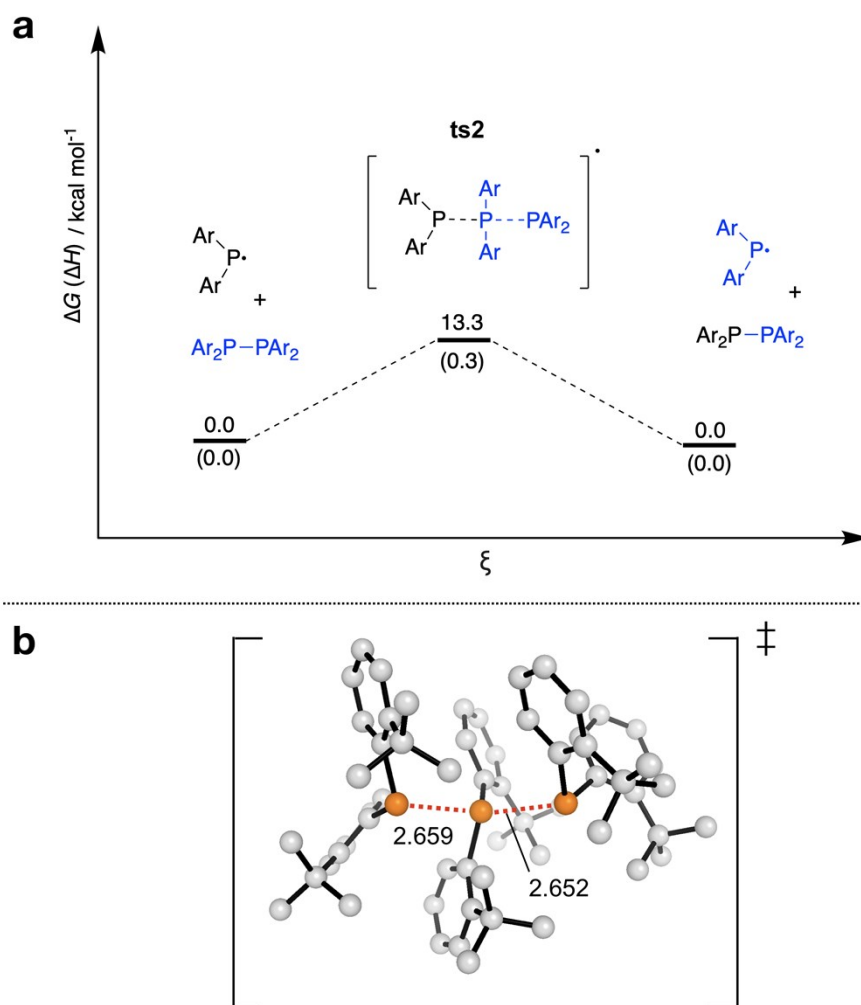 a
ΔG (ΔH) / kcal mol⁻¹
ts2
Ar
P
Ar
Ar
P
Ar
PAr₂
•
Ar
P•
Ar
+
Ar₂P—PAr₂
Ar
P•
Ar
+
Ar₂P—PAr₂
13.3
(0.3)
0.0
(0.0)
0.0
(0.0)
ξ
b
‡
2.659
2.652